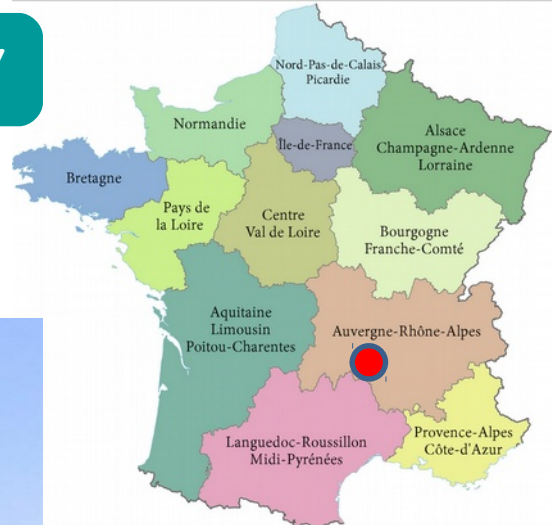 Nord-Pas-de-Calais
Picardie
Normandie
Île-de-France
Alsace
Champagne-Ardenne
Lorraine
Bretagne
Pays de
la Loire
Centre
Val de Loire
Bourgogne
Franche-Comté
Aquitaine
Limousin
Poitou-Charentes
Auvergne-Rhône-Alpes
Languedoc-Roussillon
Midi-Pyrénées
Provence-Alpes
Côte-d'Azur